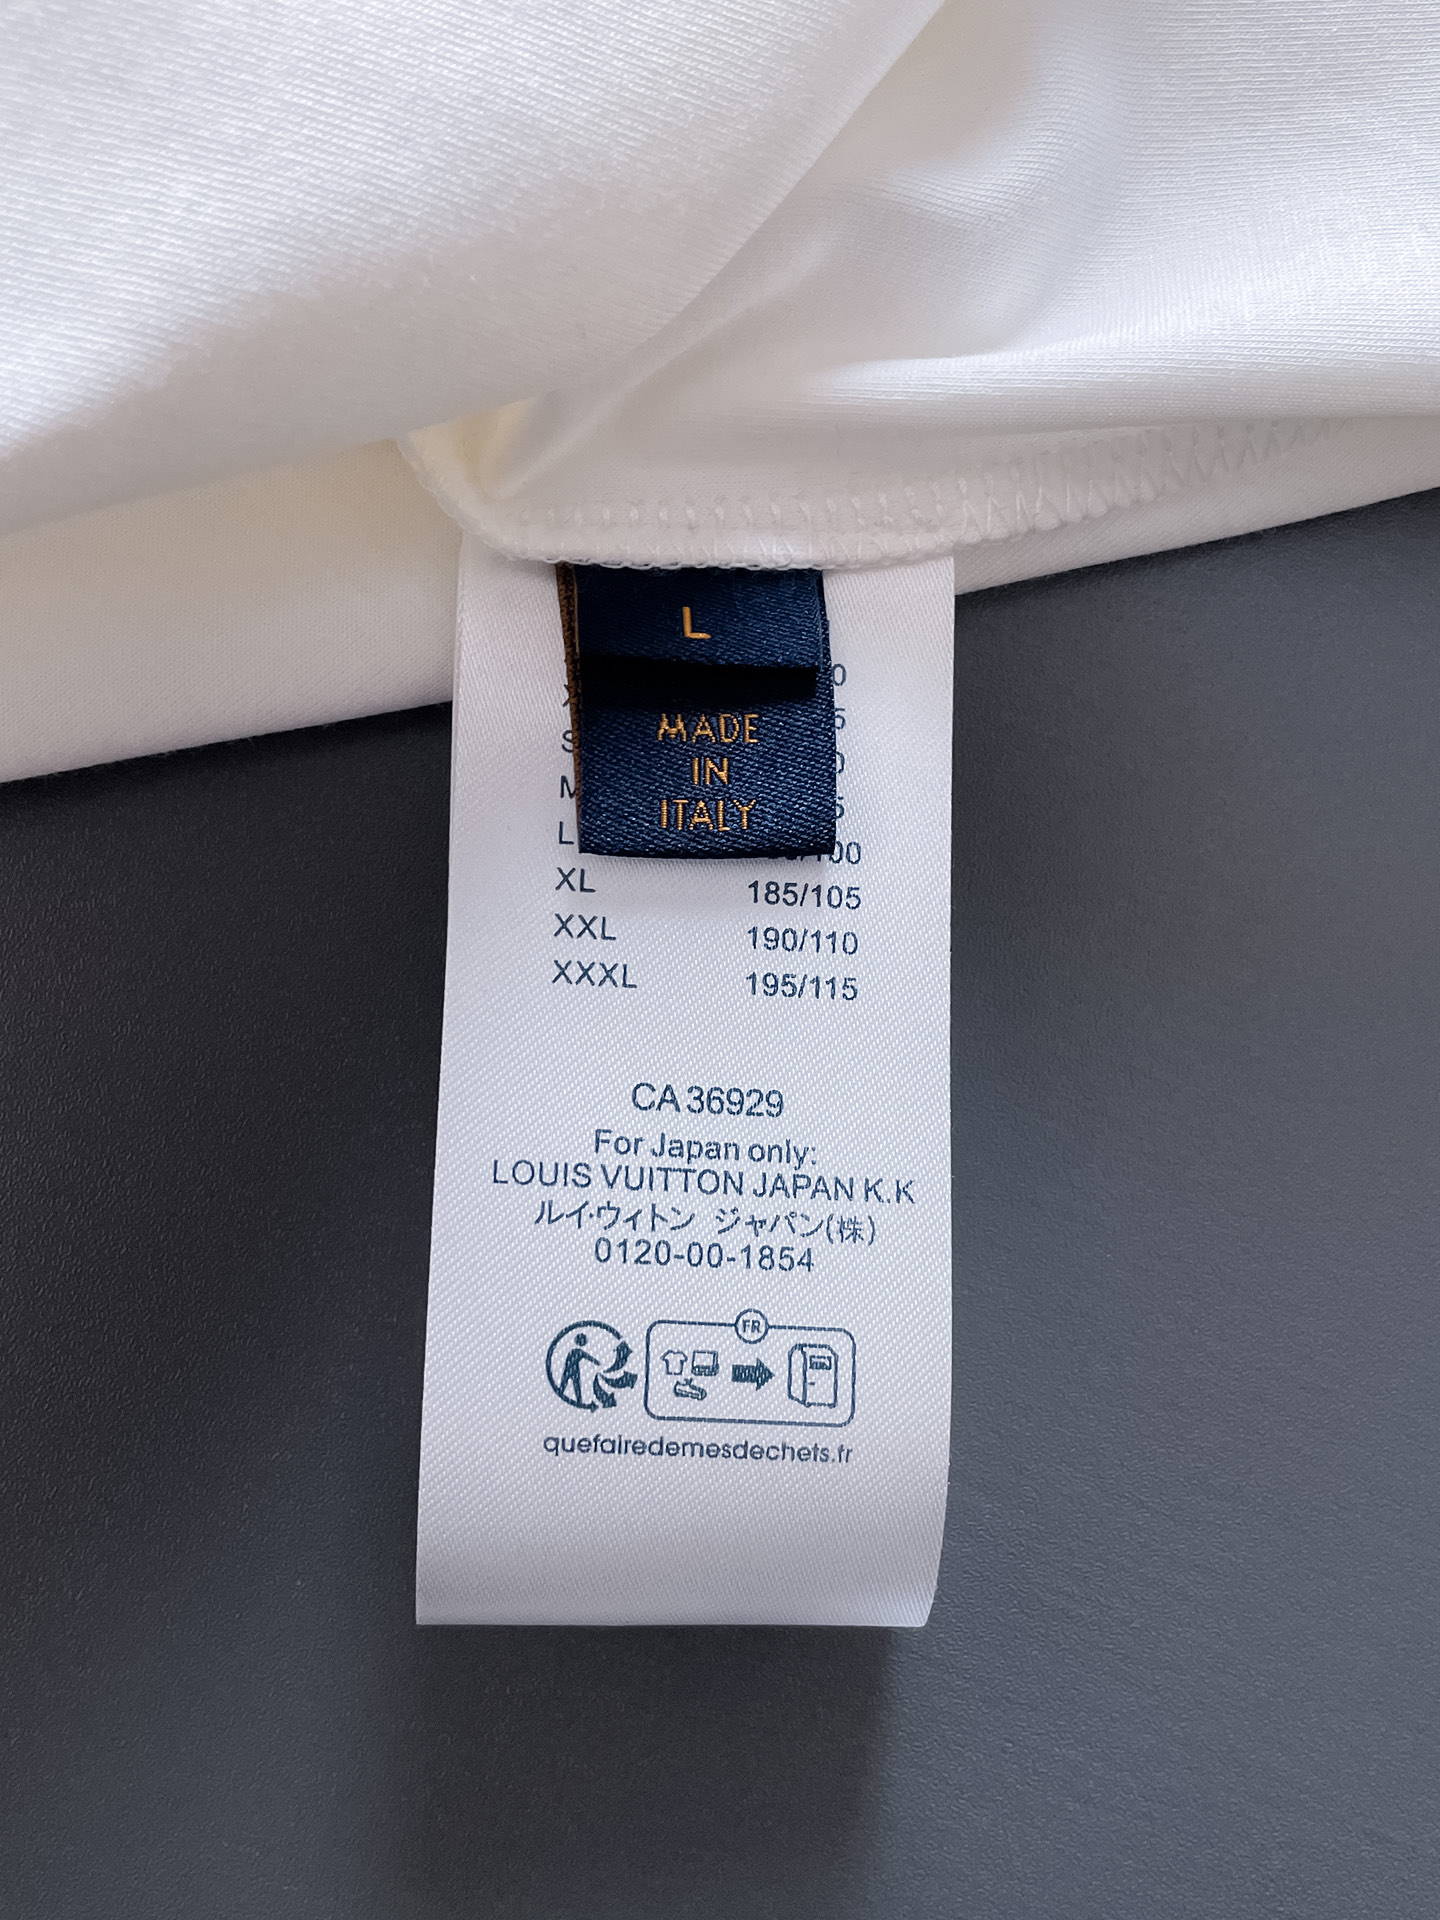 L
MADE
IN
ITALY
L
XL 185/105
XXL 190/110
XXXL 195/115
CA 36929
For Japan only:
LOUIS VUITTON JAPAN K.K
ルイ・ウィトン ジャパン(株)
0120-00-1854
FR
quefairedemesdechets.fr